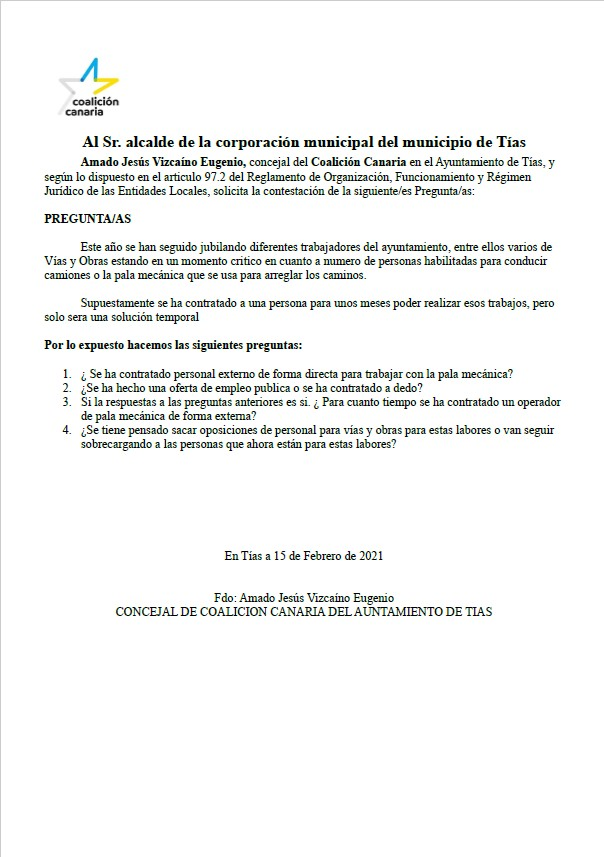 coalición
canaria
Al Sr. alcalde de la corporación municipal del municipio de Tías
Amado Jesús Vizcaíno Eugenio, concejal del Coalición Canaria en el Ayuntamiento de Tías, y
según lo dispuesto en el articulo 97.2 del Reglamento de Organización, Funcionamiento y Régimen
Jurídico de las Entidades Locales, solicita la contestación de la siguiente/es Pregunta/as:
PREGUNTA/AS
Este año se han seguido jubilando diferentes trabajadores del ayuntamiento, entre ellos varios de
Vías y Obras estando en un momento critico en cuanto a numero de personas habilitadas para conducir
camiones o la pala mecánica que se usa para arreglar los caminos.
Supuestamente se ha contratado a una persona para unos meses poder realizar esos trabajos, pero
solo sera una solución temporal
Por lo expuesto hacemos las siguientes preguntas:
1. ¿ Se ha contratado personal externo de forma directa para trabajar con la pala mecánica?
2. ¿Se ha hecho una oferta de empleo publica o se ha contratado a dedo?
3. Si la respuestas a las preguntas anteriores es si. ¿ Para cuanto tiempo se ha contratado un operador
de pala mecánica de forma externa?
4. ¿Se tiene pensado sacar oposiciones de personal para vías y obras para estas labores o van seguir
sobrecargando a las personas que ahora están para estas labores?
En Tías a 15 de Febrero de 2021
Fdo: Amado Jesús Vizcaíno Eugenio
CONCEJAL DE COALICION CANARIA DEL AUNTAMIENTO DE TIAS